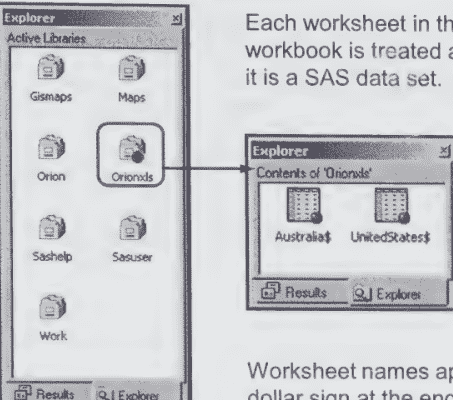 Explorer
Active Libraries
Gismaps Maps
Orion Orionxls
Sashelp Sasuser
Work
Results Explorer
Each worksheet in th
workbook is treated a
it is a SAS data set.
Explorer
Contents of 'Orionxls'
Australia$ UnitedStates$
Results Explorer
Worksheet names ap
dollar sign at the end